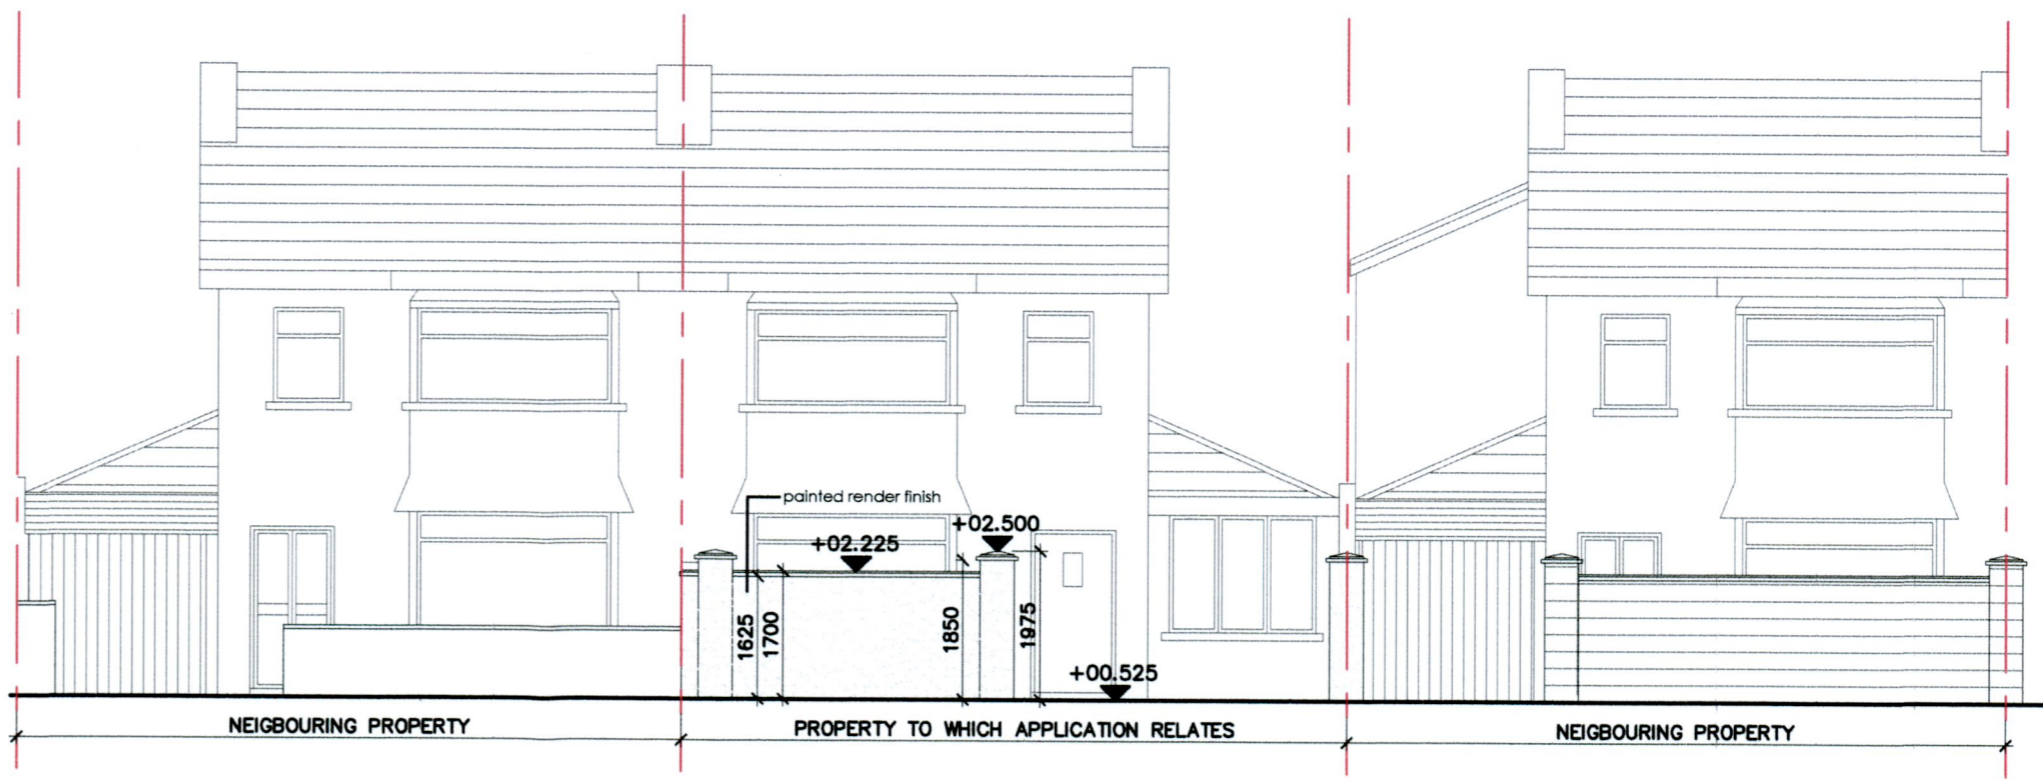 painted render finish
+02.500
+02.225
1625
1700
1850
1975
+00.525
NEIGBOURING PROPERTY
PROPERTY TO WHICH APPLICATION RELATES
NEIGBOURING PROPERTY